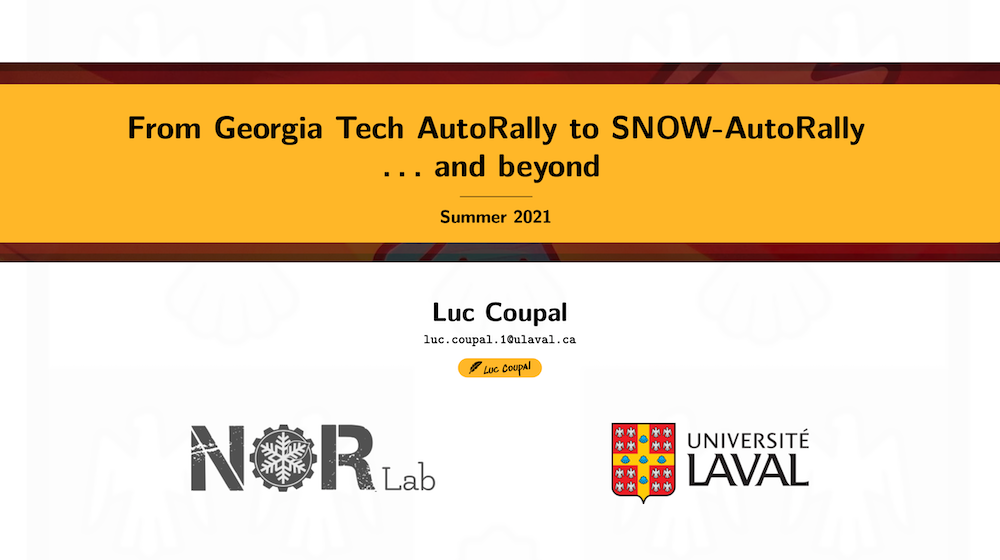 From Georgia Tech AutoRally to SNOW-AutoRally
... and beyond
Summer 2021
Luc Coupal
luc.coupal.1@ulaval.ca
Luc Coupal
NOR Lab
UNIVERSITÉ
LAVAL